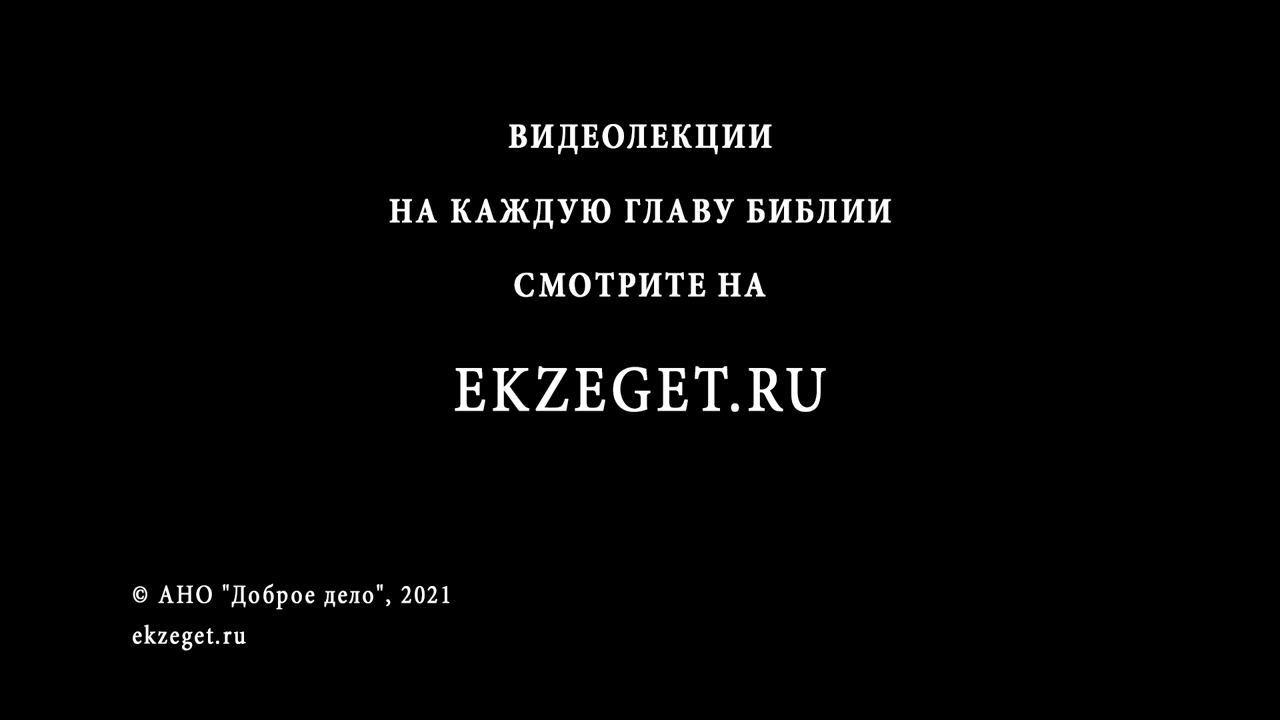 ВИДЕОЛЕКЦИИ
НА КАЖДУЮ ГЛАВУ БИБЛИИ
СМОТРИТЕ НА
EKZEGET.RU
© АНО "Доброе дело", 2021
ekzeget.ru